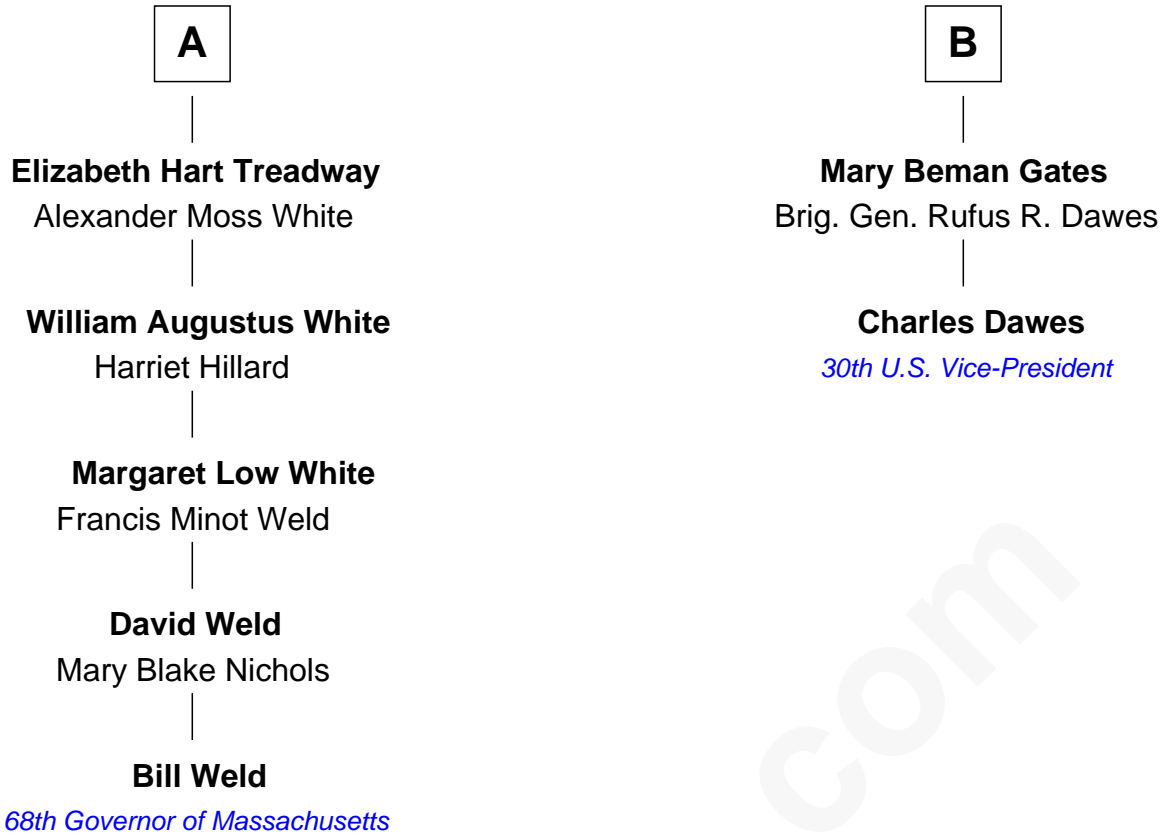 A
Elizabeth Hart Treadway
Alexander Moss White
William Augustus White
Harriet Hillard
Margaret Low White
Francis Minot Weld
David Weld
Mary Blake Nichols
Bill Weld
68th Governor of Massachusetts
B
Mary Beman Gates
Brig. Gen. Rufus R. Dawes
Charles Dawes
30th U.S. Vice-President
com